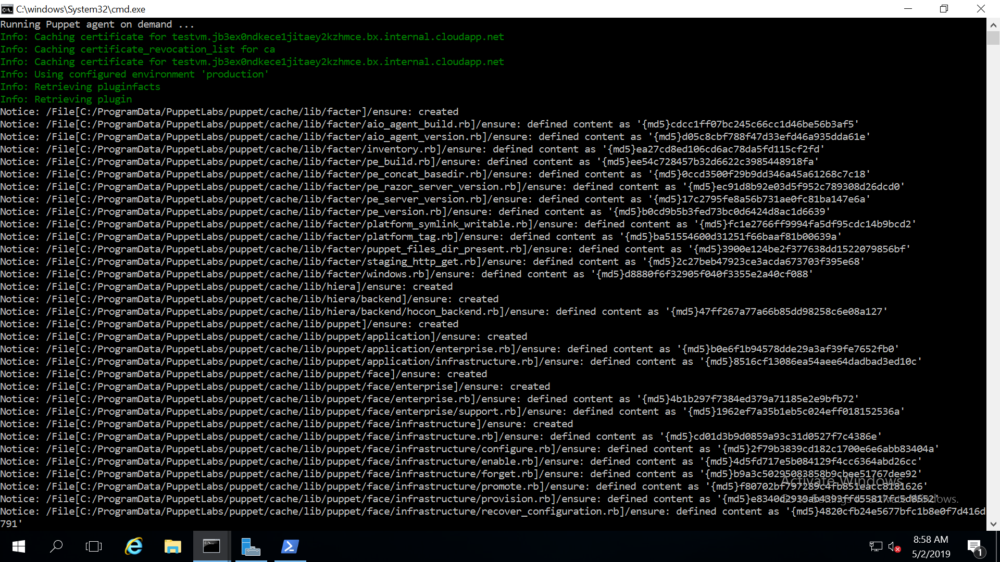 C:\windows\System32\cmd.exe
Running Puppet agent on demand ...
Info: Caching certificate for testvm.jb3ex0ndkece1jitaey2kzhmce.bx.internal.cloudapp.net
Info: Caching certificate_revocation_list for ca
Info: Caching certificate for testvm.jb3ex0ndkece1jitaey2kzhmce.bx.internal.cloudapp.net
Info: Using configured environment 'production'
Info: Retrieving pluginfacts
Info: Retrieving plugin
Notice: /File[C:/ProgramData/PuppetLabs/puppet/cache/lib/facter]/ensure: created
Notice: /File[C:/ProgramData/PuppetLabs/puppet/cache/lib/facter/aio_agent_build.rb]/ensure: defined content as '{md5}cdcc1ff07bc245c66cc1d46be56b3af5'
Notice: /File[C:/ProgramData/PuppetLabs/puppet/cache/lib/facter/aio_agent_version.rb]/ensure: defined content as '{md5}d05c8cbf788f47d33efd46a935dda61e'
Notice: /File[C:/ProgramData/PuppetLabs/puppet/cache/lib/facter/inventory.rb]/ensure: defined content as '{md5}ea27cd8ed106cd6ac78da5fd115cf2fd'
Notice: /File[C:/ProgramData/PuppetLabs/puppet/cache/lib/facter/pe_build.rb]/ensure: defined content as '{md5}ee54c728457b32d6622c3985448918fa'
Notice: /File[C:/ProgramData/PuppetLabs/puppet/cache/lib/facter/pe_concat_basedir.rb]/ensure: defined content as '{md5}0ccd3500f29b9dd346a45a61268c7c18'
Notice: /File[C:/ProgramData/PuppetLabs/puppet/cache/lib/facter/pe_razor_server_version.rb]/ensure: defined content as '{md5}ec91d8b92e03d5f952c789308d26dcd0'
Notice: /File[C:/ProgramData/PuppetLabs/puppet/cache/lib/facter/pe_server_version.rb]/ensure: defined content as '{md5}17c2795fe8a56b731ae0fc81ba147e6a'
Notice: /File[C:/ProgramData/PuppetLabs/puppet/cache/lib/facter/pe_version.rb]/ensure: defined content as '{md5}b0cd9b5b3fed73bc0d6424d8ac1d6639'
Notice: /File[C:/ProgramData/PuppetLabs/puppet/cache/lib/facter/platform_symlink_writable.rb]/ensure: defined content as '{md5}fc1e2766ff9994fa5df95cdc14b9bcd2'
Notice: /File[C:/ProgramData/PuppetLabs/puppet/cache/lib/facter/platform_tag.rb]/ensure: defined content as '{md5}ba51554600d31251f66baaf81b00639a'
Notice: /File[C:/ProgramData/PuppetLabs/puppet/cache/lib/facter/puppet_files_dir_present.rb]/ensure: defined content as '{md5}3900e124be2f377638dd1522079856bf'
Notice: /File[C:/ProgramData/PuppetLabs/puppet/cache/lib/facter/staging_http_get.rb]/ensure: defined content as '{md5}2c27beb47923ce3acda673703f395e68'
Notice: /File[C:/ProgramData/PuppetLabs/puppet/cache/lib/facter/windows.rb]/ensure: defined content as '{md5}d8880f6f32905f040f3355e2a40cf088'
Notice: /File[C:/ProgramData/PuppetLabs/puppet/cache/lib/hiera]/ensure: created
Notice: /File[C:/ProgramData/PuppetLabs/puppet/cache/lib/hiera/backend]/ensure: created
Notice: /File[C:/ProgramData/PuppetLabs/puppet/cache/lib/hiera/backend/hocon_backend.rb]/ensure: defined content as '{md5}47ff267a77a66b85dd98258c6e08a127'
Notice: /File[C:/ProgramData/PuppetLabs/puppet/cache/lib/puppet]/ensure: created
Notice: /File[C:/ProgramData/PuppetLabs/puppet/cache/lib/puppet/application]/ensure: created
Notice: /File[C:/ProgramData/PuppetLabs/puppet/cache/lib/puppet/application/enterprise.rb]/ensure: defined content as '{md5}b0e6f1b94578dde29a3af39fe7652fb0'
Notice: /File[C:/ProgramData/PuppetLabs/puppet/cache/lib/puppet/application/infrastructure.rb]/ensure: defined content as '{md5}8516cf13086ea54aee64dadbad3ed10c'
Notice: /File[C:/ProgramData/PuppetLabs/puppet/cache/lib/puppet/face]/ensure: created
Notice: /File[C:/ProgramData/PuppetLabs/puppet/cache/lib/puppet/face/enterprise]/ensure: created
Notice: /File[C:/ProgramData/PuppetLabs/puppet/cache/lib/puppet/face/enterprise.rb]/ensure: defined content as '{md5}4b1b297f7384ed379a71185e2e9bfb72'
Notice: /File[C:/ProgramData/PuppetLabs/puppet/cache/lib/puppet/face/enterprise/support.rb]/ensure: defined content as '{md5}1962ef7a35b1eb5c024eff018152536a'
Notice: /File[C:/ProgramData/PuppetLabs/puppet/cache/lib/puppet/face/infrastructure]/ensure: created
Notice: /File[C:/ProgramData/PuppetLabs/puppet/cache/lib/puppet/face/infrastructure.rb]/ensure: defined content as '{md5}cd01d3b9d0859a93c31d0527f7c4386e'
Notice: /File[C:/ProgramData/PuppetLabs/puppet/cache/lib/puppet/face/infrastructure/configure.rb]/ensure: defined content as '{md5}2f79b3839cd182c1700e6e6abb83404a'
Notice: /File[C:/ProgramData/PuppetLabs/puppet/cache/lib/puppet/face/infrastructure/enable.rb]/ensure: defined content as '{md5}4d5fd717e5b084129f4cc6364abd26cc'
Notice: /File[C:/ProgramData/PuppetLabs/puppet/cache/lib/puppet/face/infrastructure/forget.rb]/ensure: defined content as '{md5}b9a3c50295083858b9cbee51767dee92'
Activate Windows
Notice: /File[C:/ProgramData/PuppetLabs/puppet/cache/lib/puppet/face/infrastructure/promote.rb]/ensure: defined content as '{md5}f80702bf797289c4fb851eacc8181626'
Notice: /File[C:/ProgramData/PuppetLabs/puppet/cache/lib/puppet/face/infrastructure/provision.rb]/ensure: defined content as
Go to Settings to activate Windows.
Notice: /File[C:/ProgramData/PuppetLabs/puppet/cache/lib/puppet/face/infrastructure/recover_configuration.rb]/ensure: defined content as '{md5}4820cfb24e5677bfc1b8e0f7d416d
791'
8:58 AM
5/2/2019
1